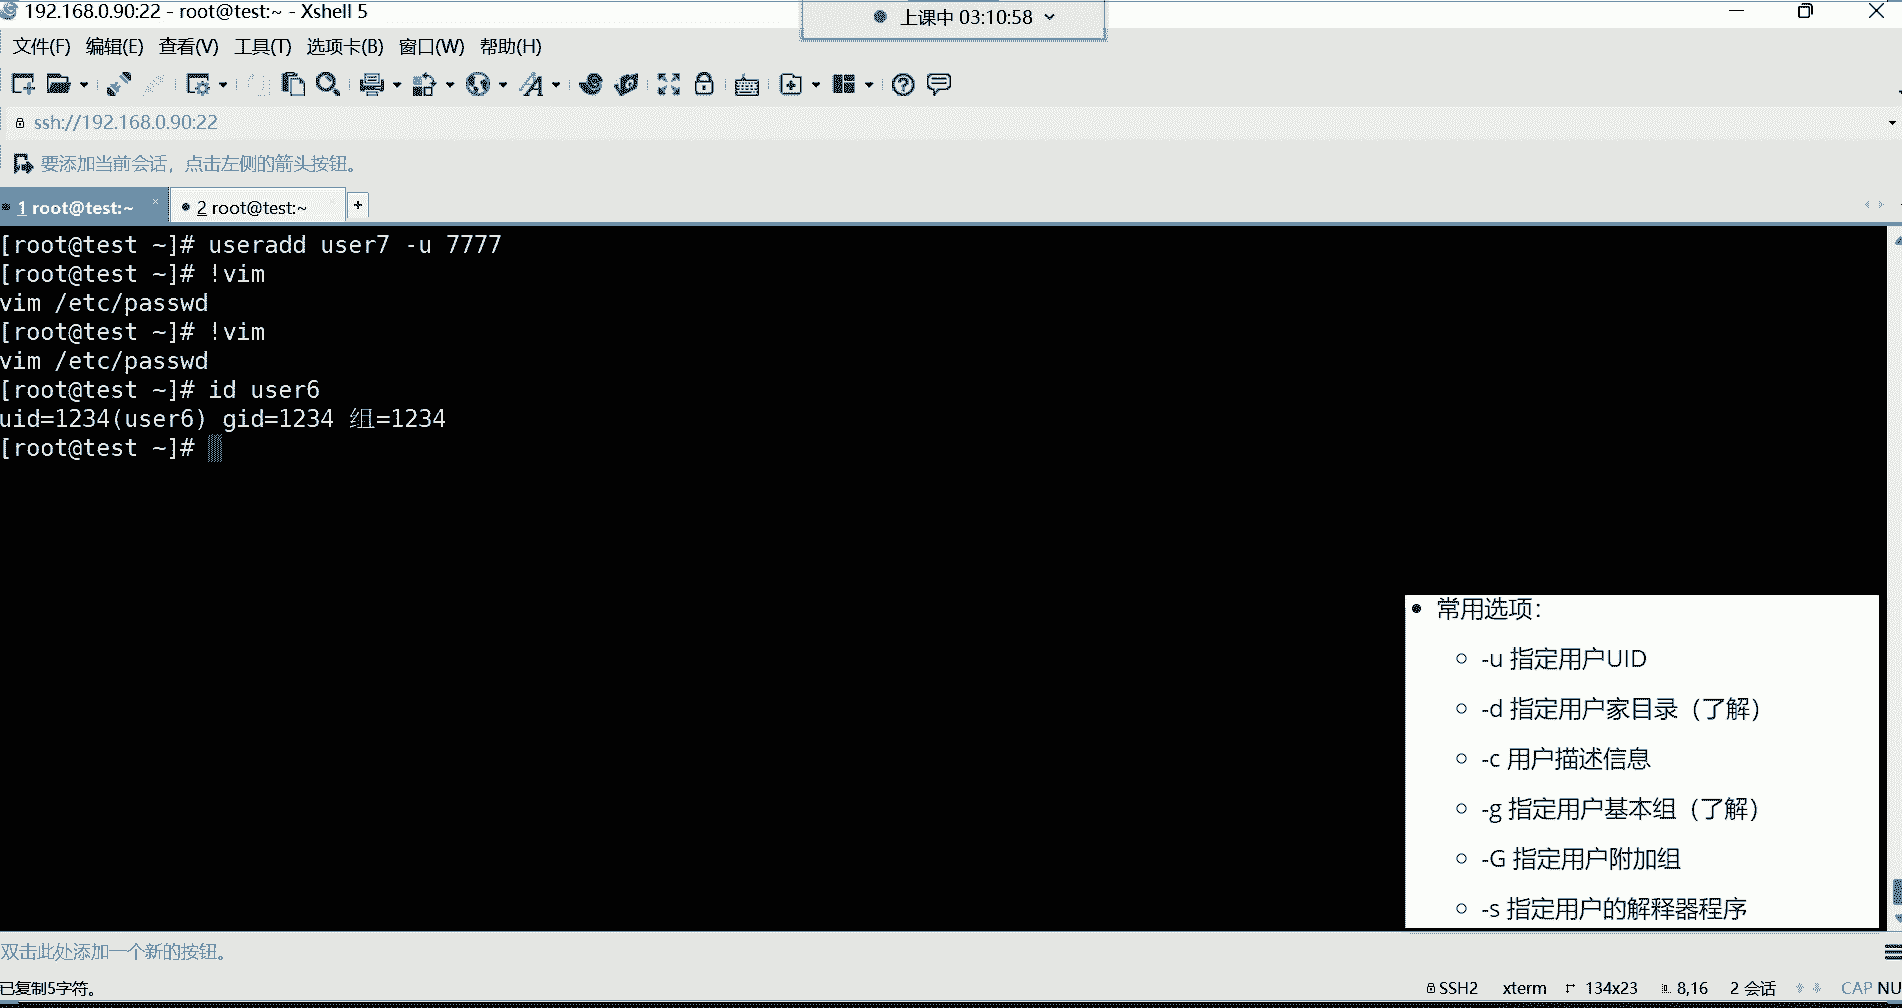 192.168.0.90:22 - root@test:~ - Xshell 5
上课中 03:10:58
文件(F) 编辑(E) 查看(V) 工具(T) 选项卡(B) 窗口(W) 帮助(H)
ssh://192.168.0.90:22
要添加当前会话，点击左侧的箭头按钮。
1 root@test:~ × 2 root@test:~ +
[root@test ~]# useradd user7 -u 7777
[root@test ~]# !vim
vim /etc/passwd
[root@test ~]# !vim
vim /etc/passwd
[root@test ~]# id user6
uid=1234(user6) gid=1234 组=1234
[root@test ~]#
常用选项：
-u 指定用户UID
-d 指定用户家目录（了解）
-c 用户描述信息
-g 指定用户基本组（了解）
-G 指定用户附加组
-s 指定用户的解释器程序
双击此处添加一个新的按钮。
已复制5字符。
SSH2 xterm 134x23 8,16 2 会话 CAP NU